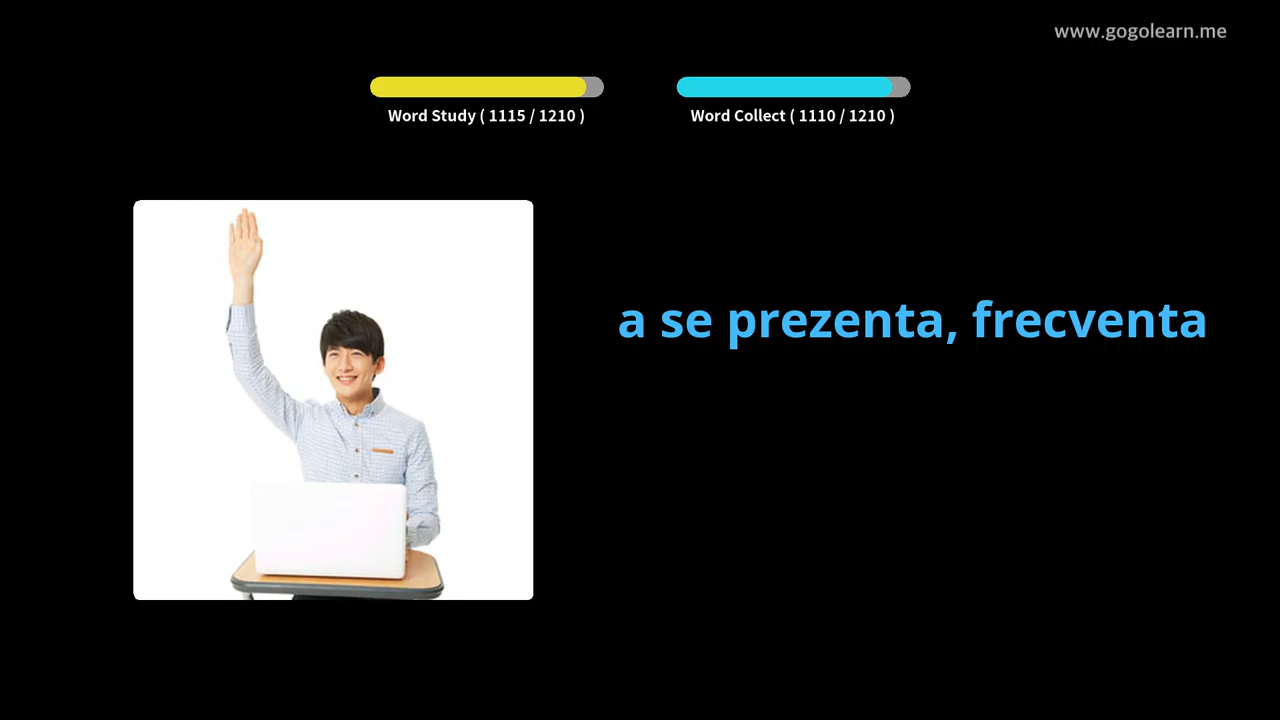 www.gogolearn.me
Word Study ( 1115 / 1210 )
Word Collect ( 1110 / 1210 )
a se prezenta, frecventa